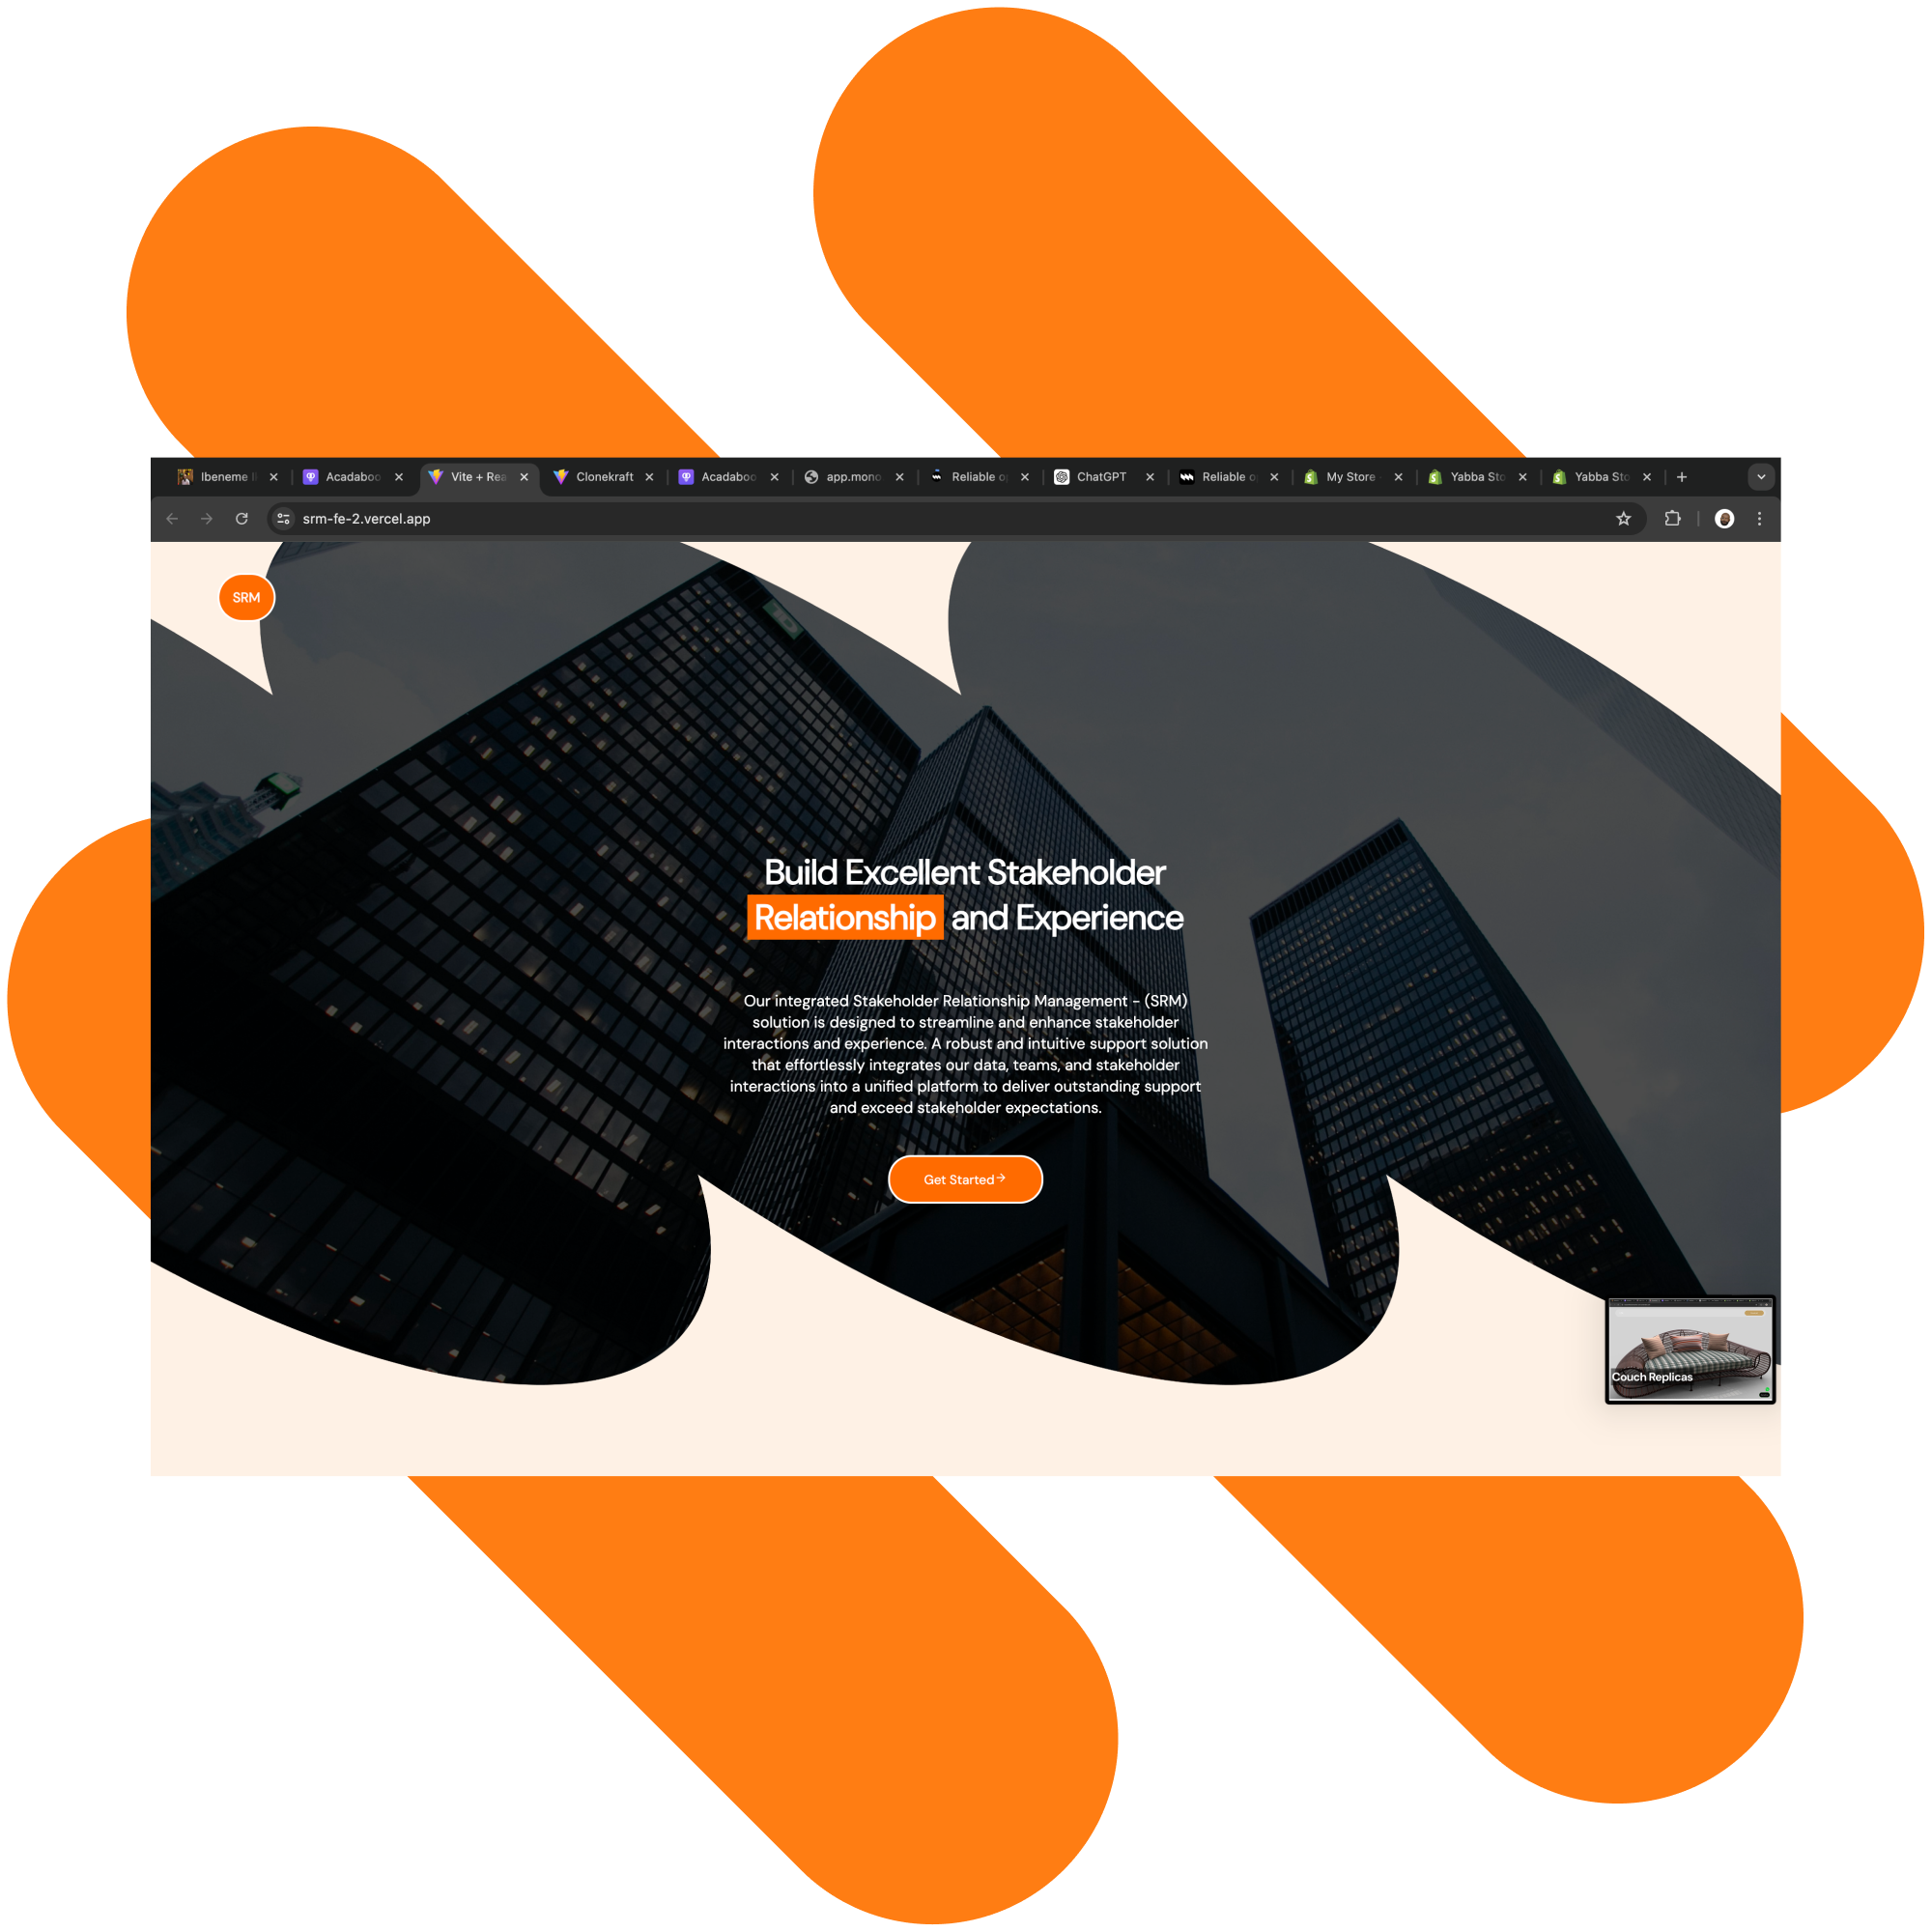 Ibeneme
Acadaboo
Vite + Rea
Clonekraft
Acadaboo
app.mono
Reliable o
ChatGPT
Reliable o
My Store
Yabba Sto
Yabba Sto
srm-fe-2.vercel.app
SRM
Build Excellent Stakeholder
Relationship and Experience
Our integrated Stakeholder Relationship Management - (SRM)
solution is designed to streamline and enhance stakeholder
interactions and experience. A robust and intuitive support solution
that effortlessly integrates our data, teams, and stakeholder
interactions into a unified platform to deliver outstanding support
and exceed stakeholder expectations.
Get Started
Couch Replicas